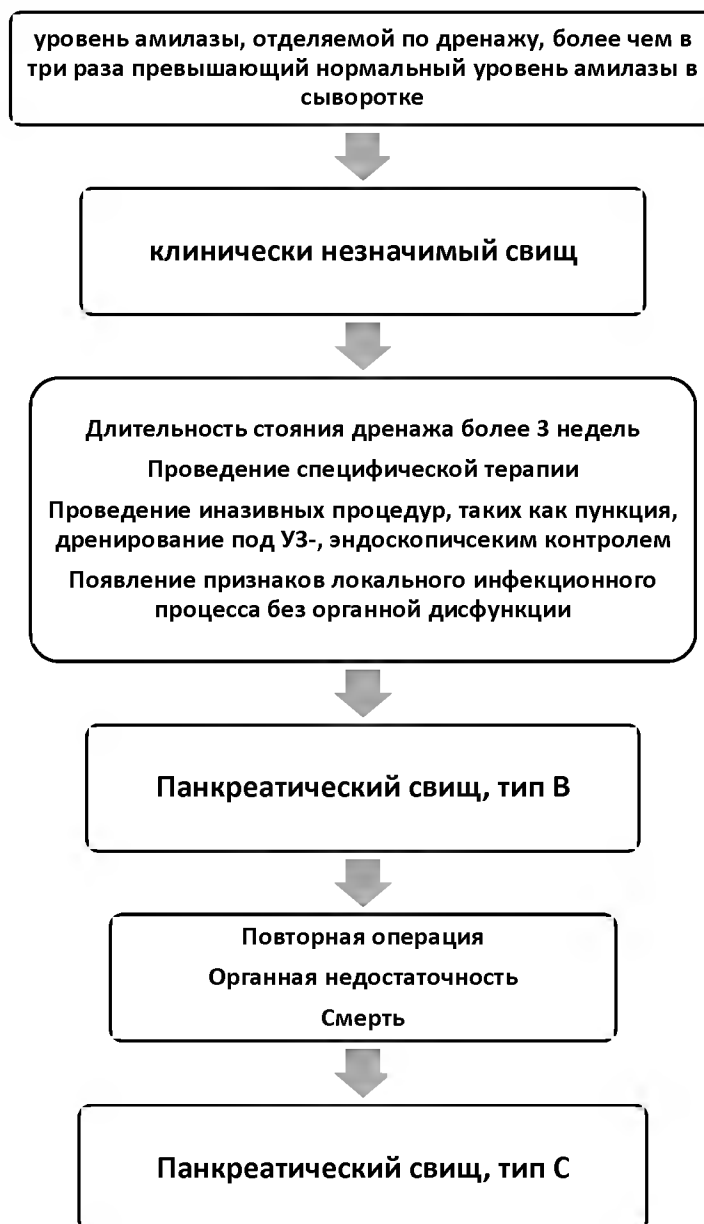 уровень амилазы, отделяемой по дренажу, более чем в
три раза превышающий нормальный уровень амилазы в
сыворотке
клинически незначимый свищ
Длительность стояния дренажа более 3 недель
Проведение специфической терапии
Проведение иназивных процедур, таких как пункция,
дренирование под УЗ-, эндоскопичсеким контролем
Появление признаков локального инфекционного
процесса без органной дисфункции
Панкреатический свищ, тип В
Повторная операция
Органная недостаточность
Смерть
Панкреатический свищ, тип С